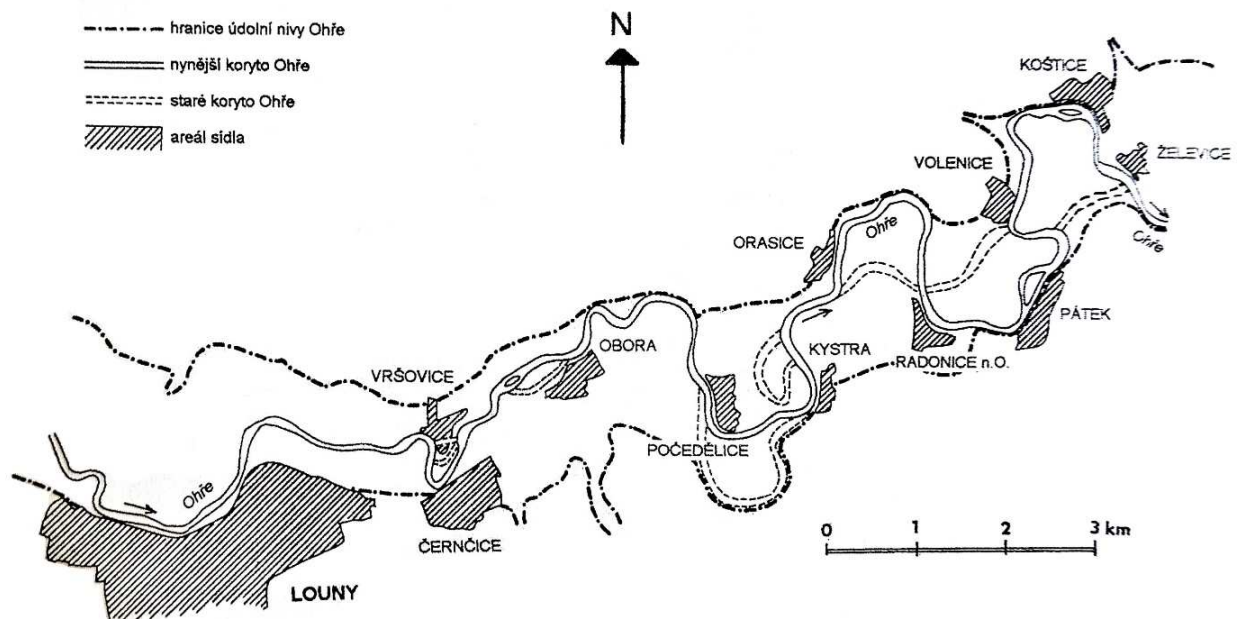 hranice údolní nivy Ohře
nynější koryto Ohře
staré koryto Ohře
areál sídla
N
KOŠTICE
ŽELEVICE
VOLENICE
Ohře
ORASICE
Ohře
PÁTEK
OBORA
KYSTRA
RADONICE n.O.
VRŠOVICE
POČEDĚLICE
Ohře
ČERNČICE
LOUNY
0 1 2 3 km